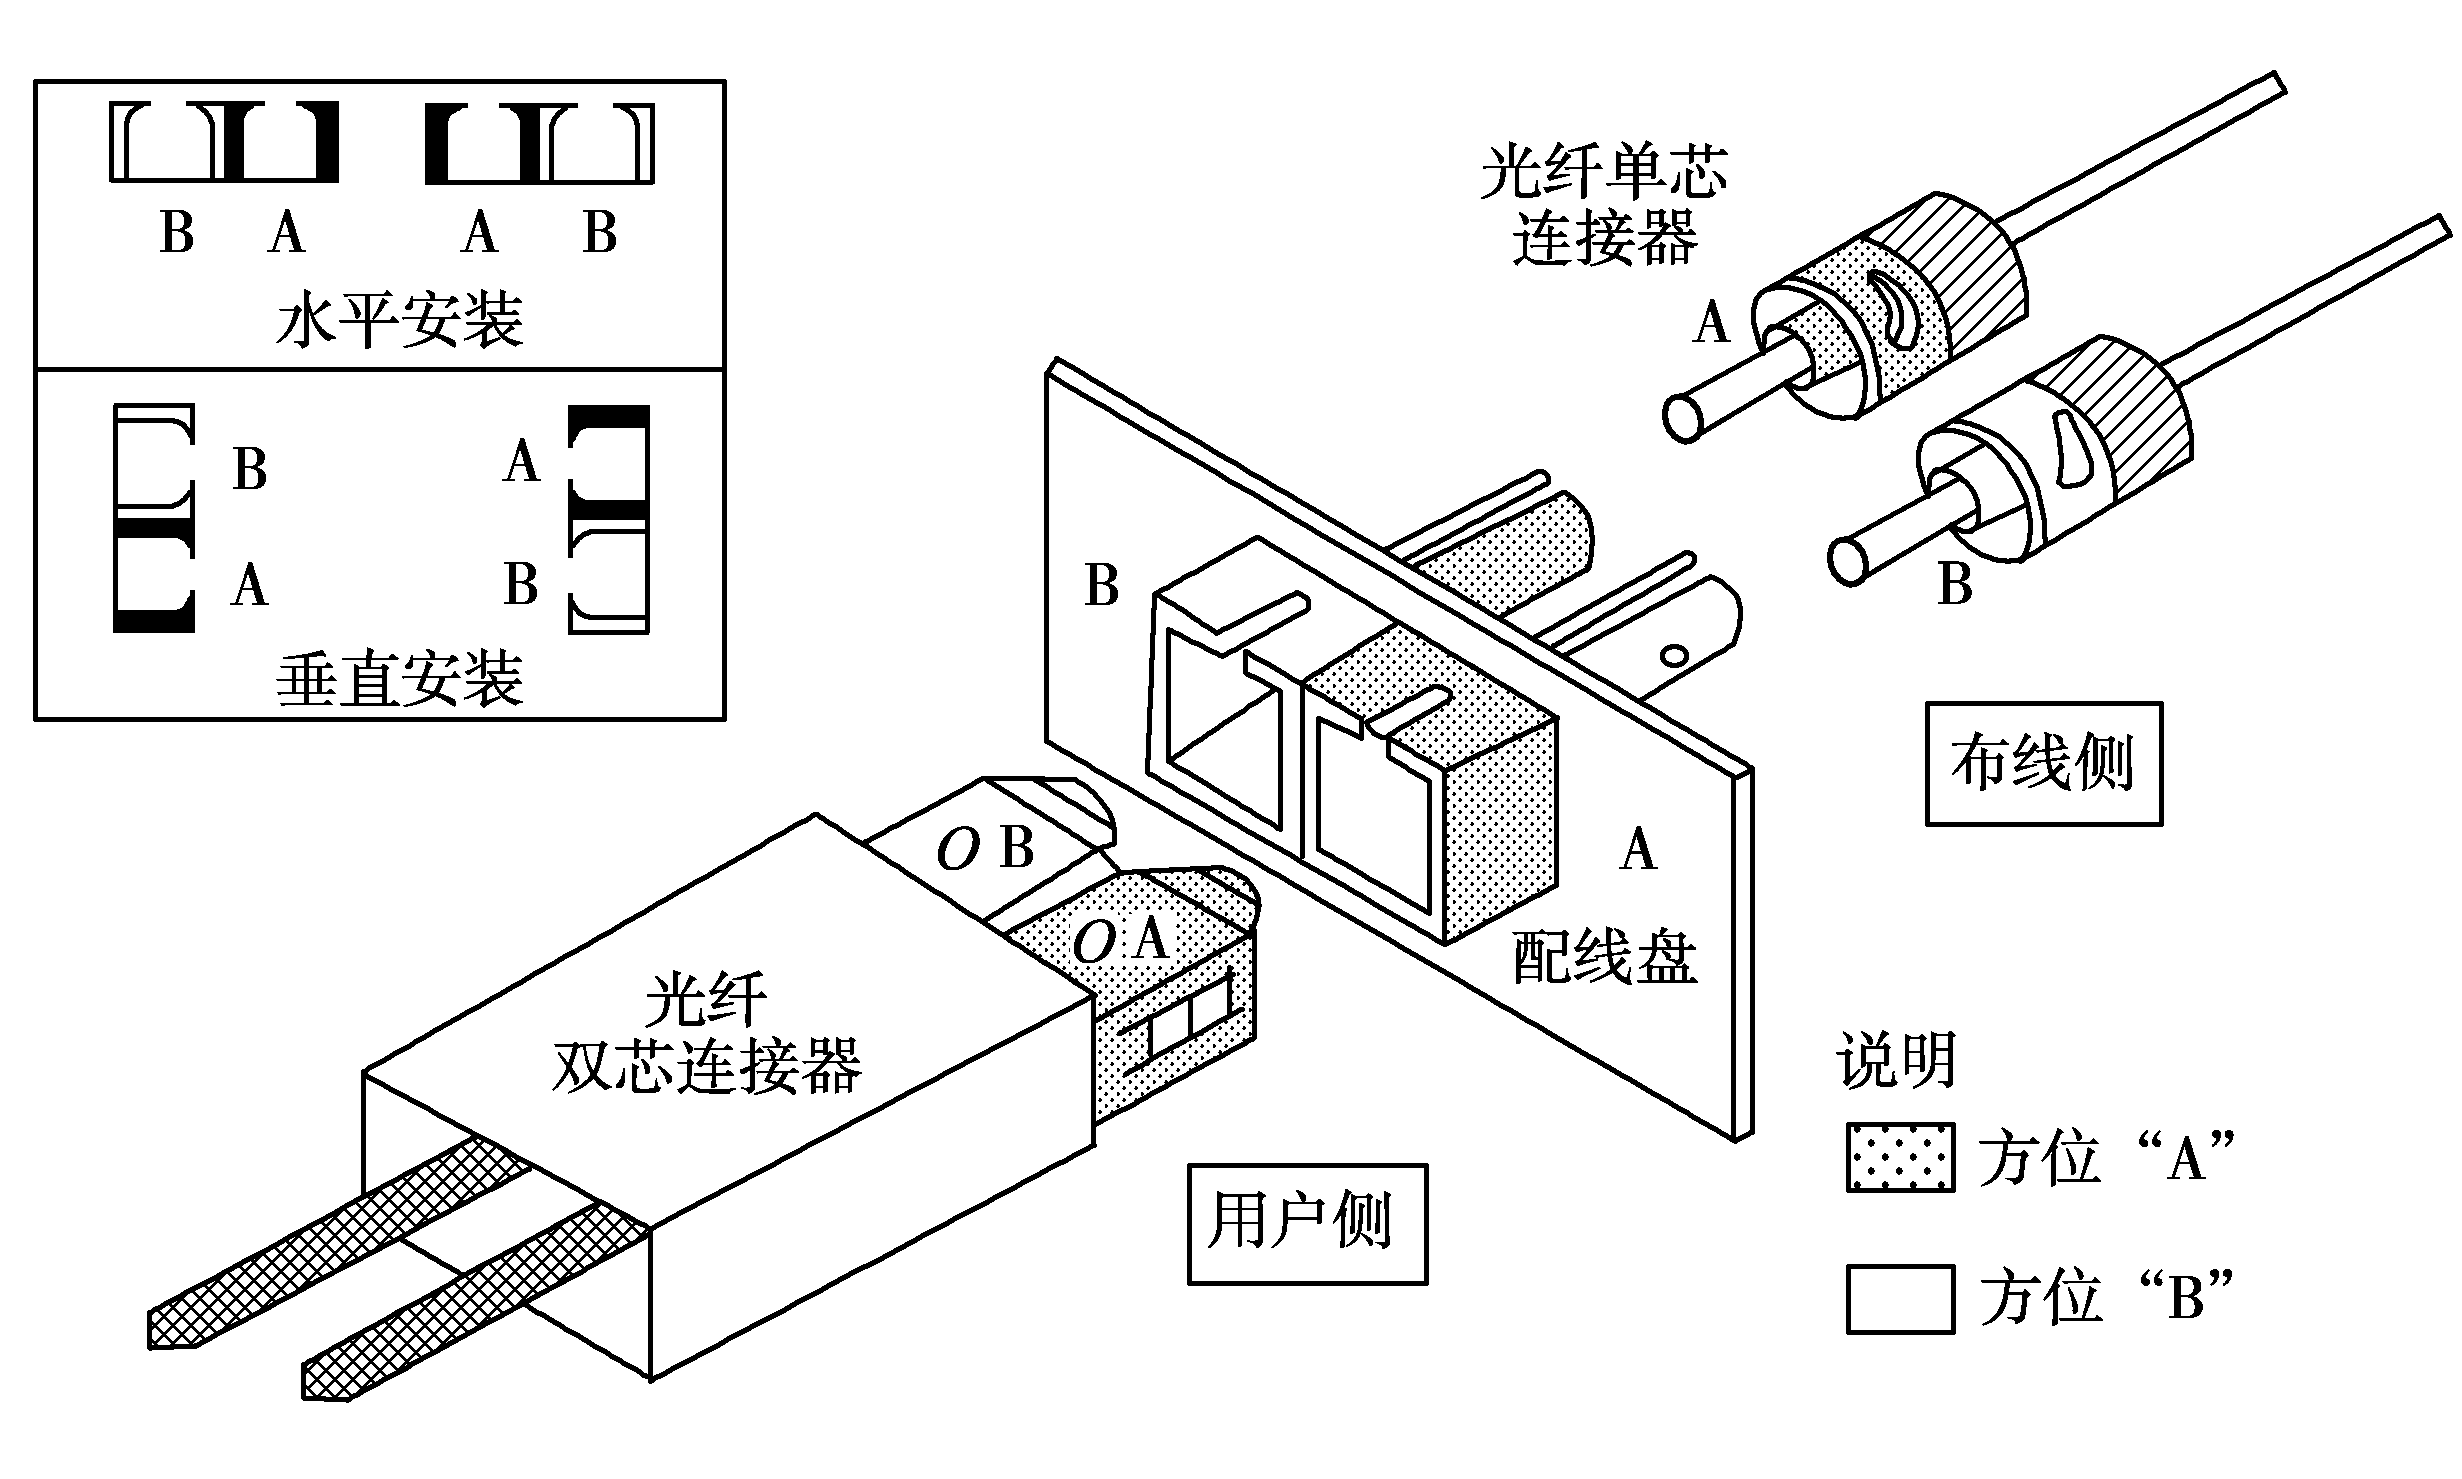 B A A B
水平安装
B A
A B
垂直安装
光纤单芯
连接器
A
B
B
A
配线盘
布线侧
O B
O A
光纤
双芯连接器
用户侧
说明
方位“A”
方位“B”